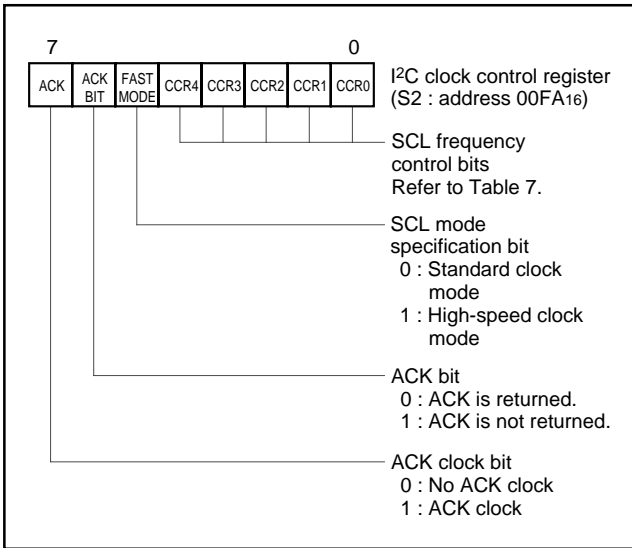 7 0
ACK ACK BIT FAST MODE CCR4 CCR3 CCR2 CCR1 CCR0
I²C clock control register
(S2 : address 00FA₁₆)
SCL frequency
control bits
Refer to Table 7.
SCL mode
specification bit
0 : Standard clock
mode
1 : High-speed clock
mode
ACK bit
0 : ACK is returned.
1 : ACK is not returned.
ACK clock bit
0 : No ACK clock
1 : ACK clock